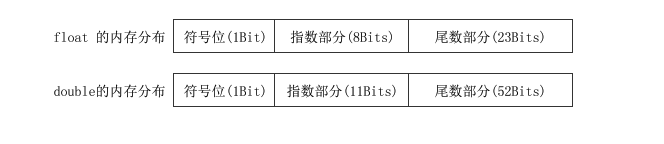 float 的内存分布 符号位(1Bit) 指数部分(8Bits) 尾数部分(23Bits)
double的内存分布 符号位(1Bit) 指数部分(11Bits) 尾数部分(52Bits)